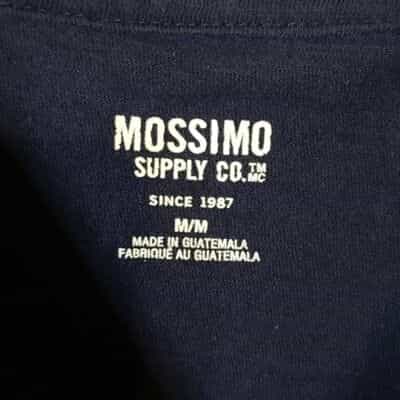 MOSSIMO
SUPPLY CO.™ MC
SINCE 1987
M/M
MADE IN GUATEMALA
FABRIQUÉ AU GUATEMALA